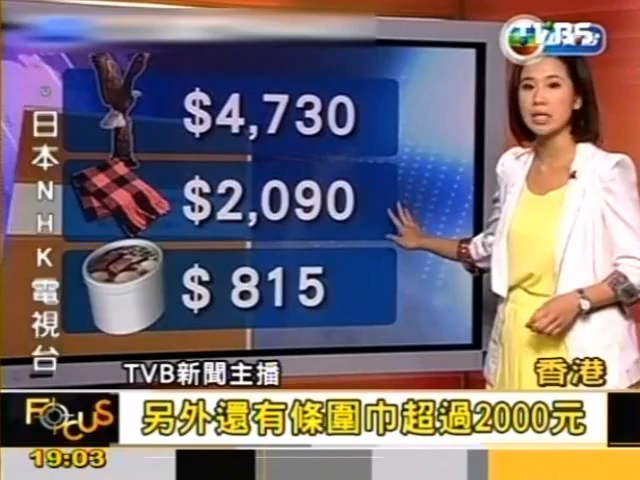 TVBS
$4,730
$2,090
$ 815
日本NHK電視台
TVB新聞主播
香港
FOCUS
另外還有條圍巾超過2000元
19:03